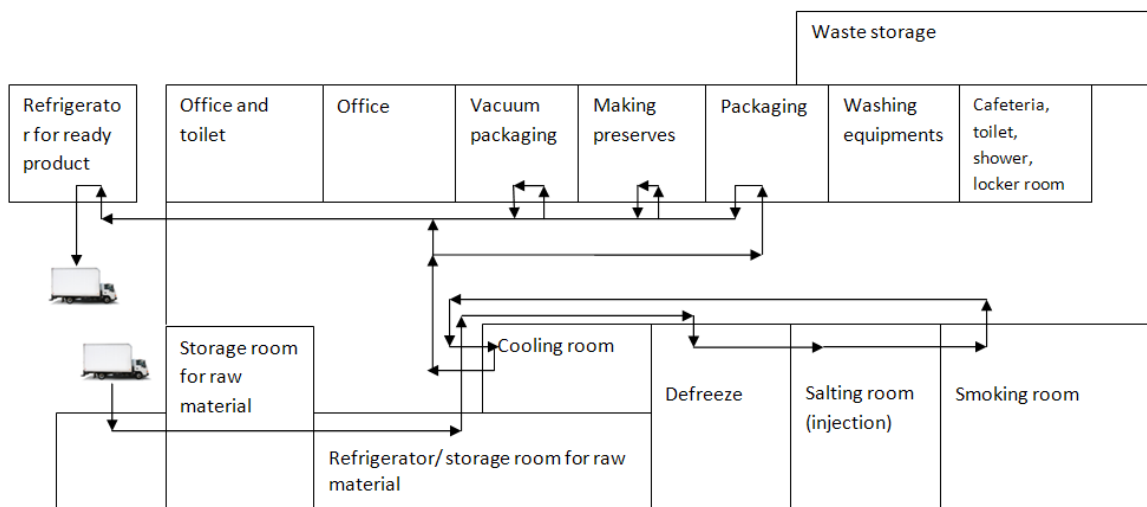 Waste storage
Refrigerato
r for ready
product
Office and
toilet
Office
Vacuum
packaging
Making
preserves
Packaging
Washing
equipments
Cafeteria,
toilet,
shower,
locker room
Storage room
for raw
material
Cooling room
Defreeze
Salting room
(injection)
Smoking room
Refrigerator/ storage room for raw
material